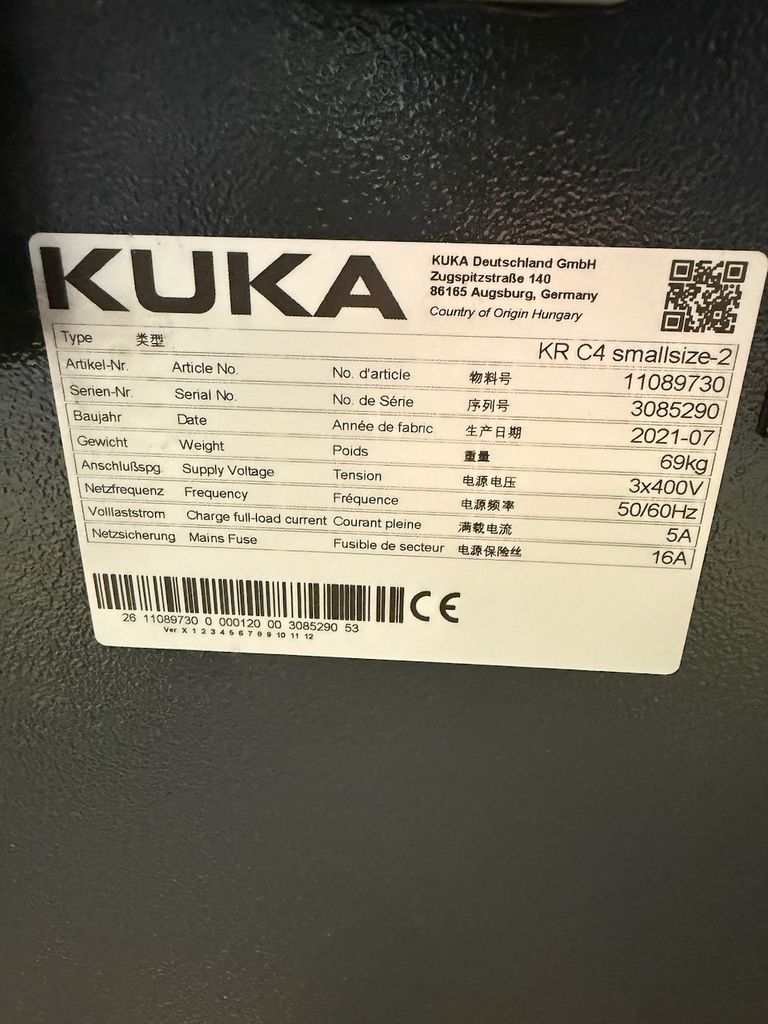 KUKA
KUKA Deutschland GmbH
Zugspitzstraße 140
86165 Augsburg, Germany
Country of Origin Hungary
Type 类型 KR C4 smallsize-2
Artikel-Nr. Article No. No. d'article 物料号 11089730
Serien-Nr. Serial No. No. de Série 序列号 3085290
Baujahr Date Année de fabric 生产日期 2021-07
Gewicht Weight Poids 重量 69kg
Anschlußspg. Supply Voltage Tension 电源电压 3x400V
Netzfrequenz Frequency Fréquence 电源频率 50/60Hz
Volllaststrom Charge full-load current Courant pleine 满载电流 5A
Netzsicherung Mains Fuse Fusible de secteur 电源保险丝 16A
CE
26 11089730 0 000120 00 3085290 53
Ver. X 1 2 3 4 5 6 7 8 9 10 11 12